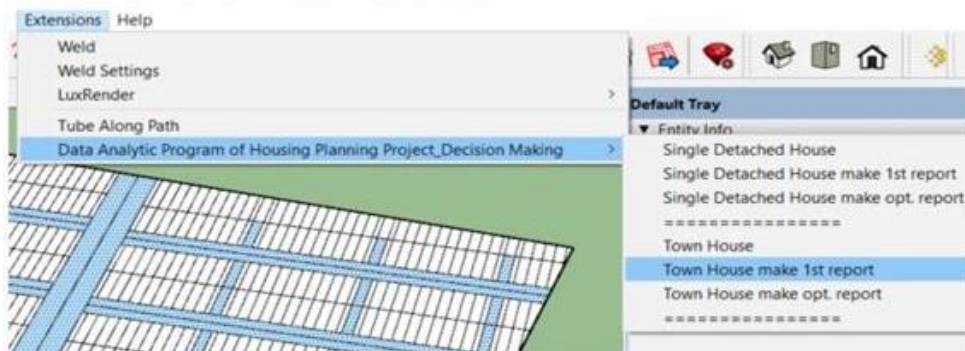 Extensions Help
Weld
Weld Settings
LuxRender
Tube Along Path
Data Analytic Program of Housing Planning Project_Decision Making
Default Tray
Entity Info
Single Detached House
Single Detached House make 1st report
Single Detached House make opt. report
================
Town House
Town House make 1st report
Town House make opt. report
================